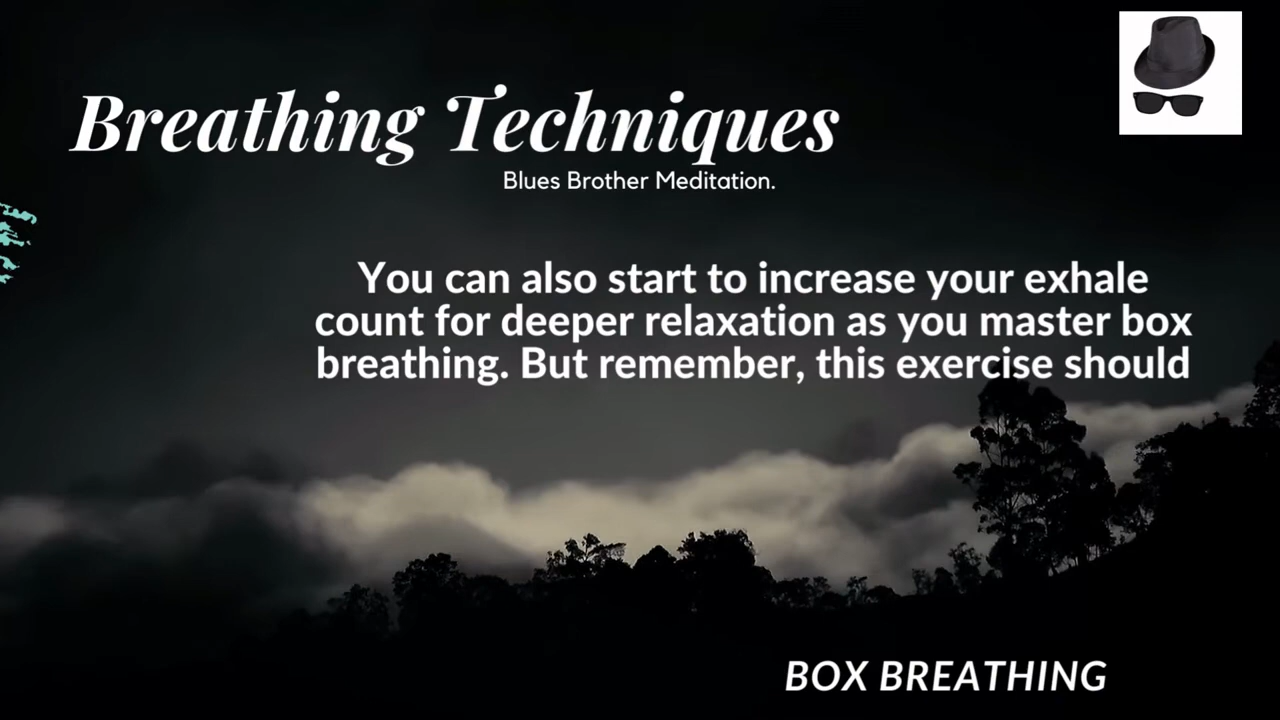 Breathing Techniques
Blues Brother Meditation.
You can also start to increase your exhale
count for deeper relaxation as you master box
breathing. But remember, this exercise should
BOX BREATHING